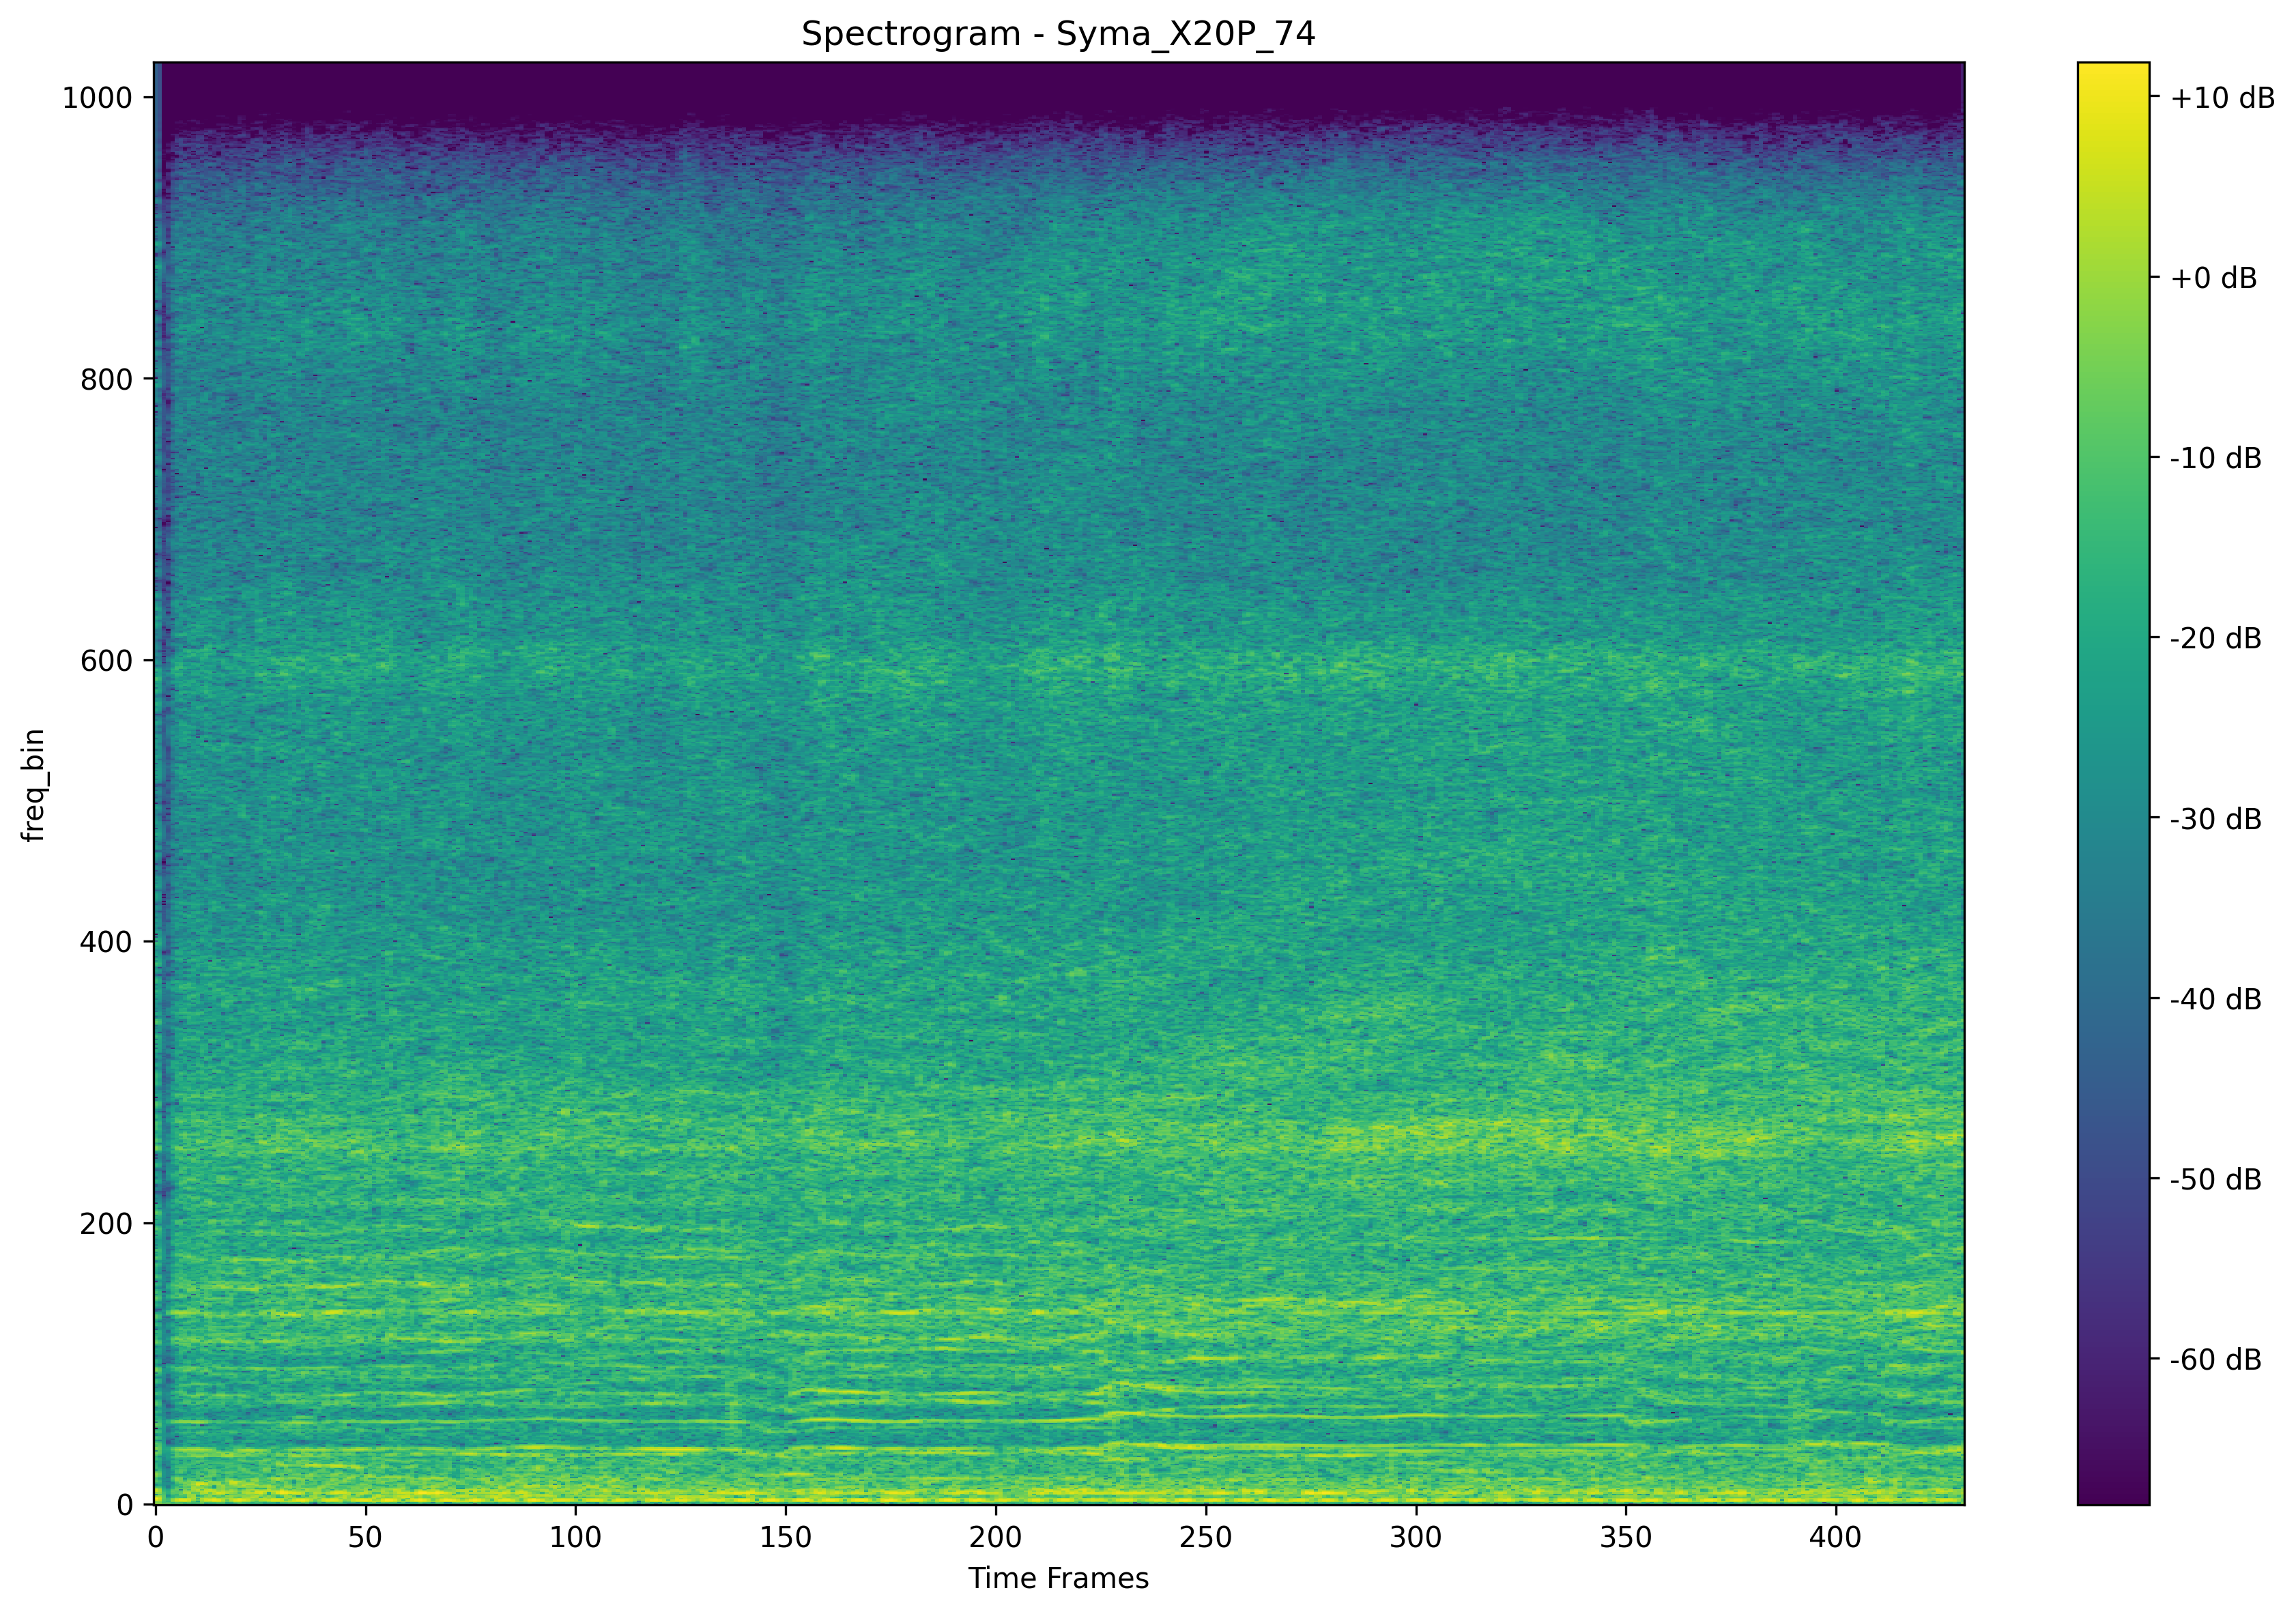 Spectrogram - Syma_X20P_74
1000
800
600
400
200
0
freq_bin
0 50 100 150 200 250 300 350 400
Time Frames
+10 dB
+0 dB
-10 dB
-20 dB
-30 dB
-40 dB
-50 dB
-60 dB